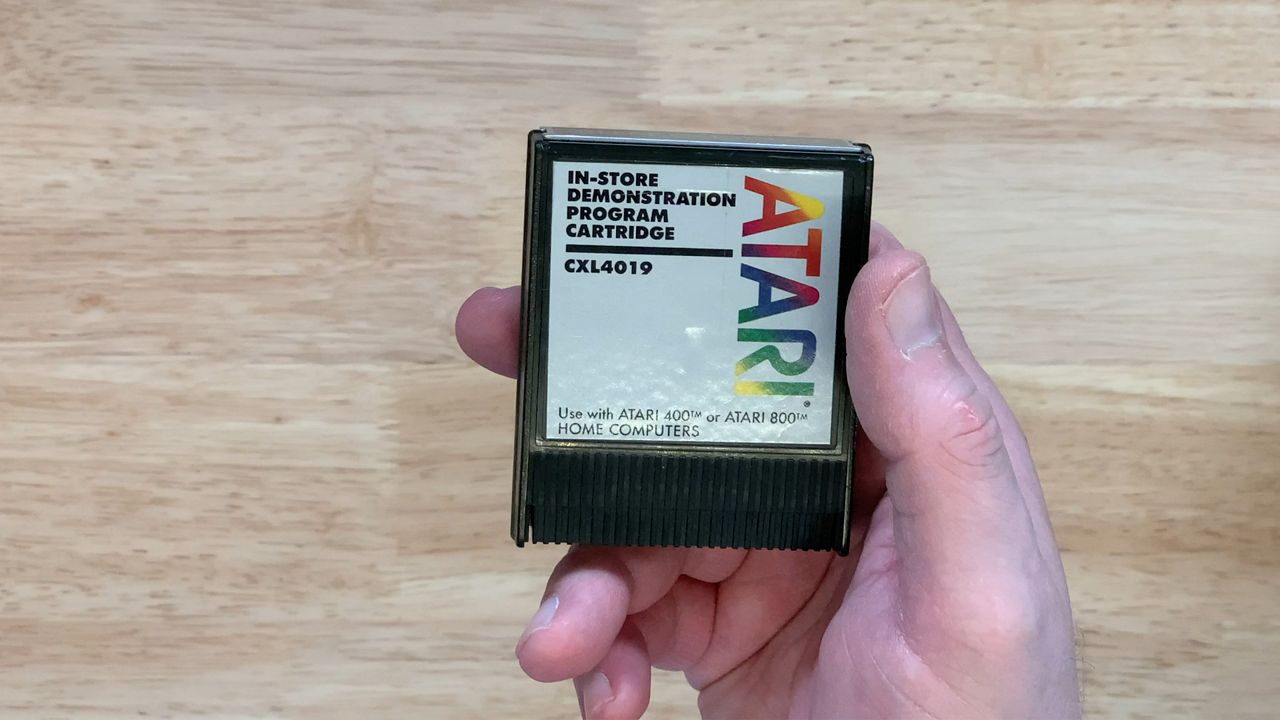 IN-STORE
DEMONSTRATION
PROGRAM
CARTRIDGE
CXL4019
ATARI®
Use with ATARI 400™ or ATARI 800™
HOME COMPUTERS